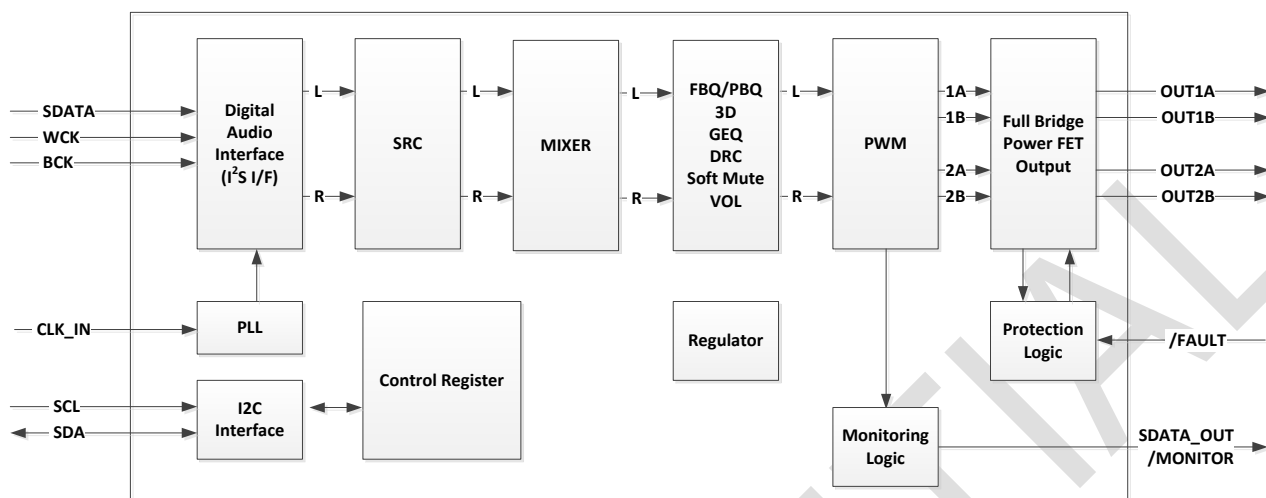 SDATA
WCK
BCK
Digital
Audio
Interface
(I²S I/F)
L
R
SRC
L
R
MIXER
L
R
FBQ/PBQ
3D
GEQ
DRC
Soft Mute
VOL
L
R
PWM
1A
1B
2A
2B
Full Bridge
Power FET
Output
OUT1A
OUT1B
OUT2A
OUT2B
CLK_IN
PLL
Control Register
Regulator
Protection
Logic
/FAULT
SCL
SDA
I2C
Interface
Monitoring
Logic
SDATA_OUT
/MONITOR
TIAL